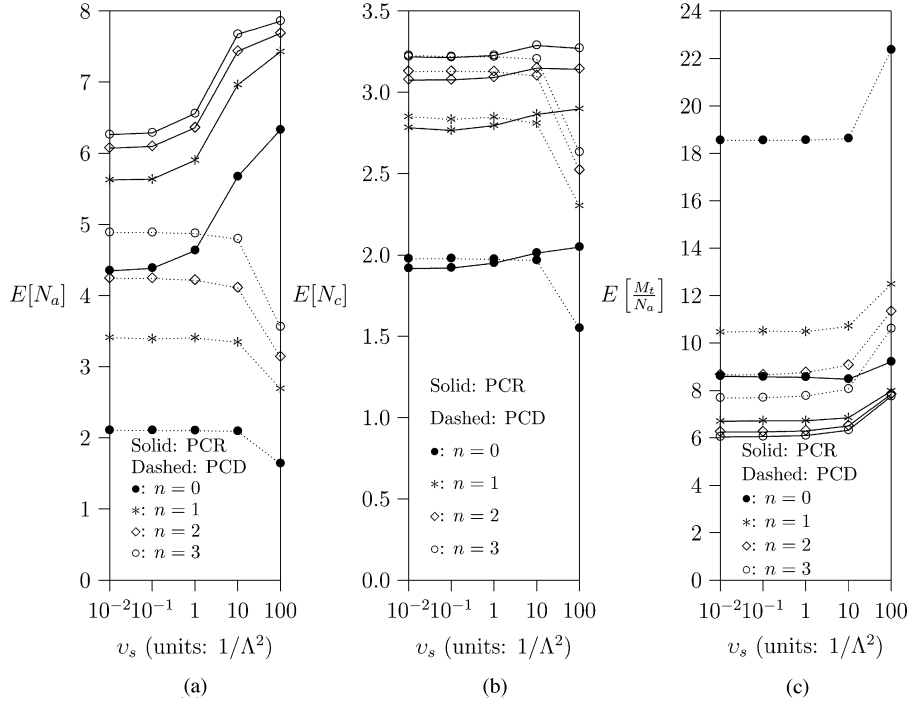 8
7
6
5
4
3
2
1
0
E[N_a]
Solid: PCR
Dashed: PCD
●: n = 0
*: n = 1
◇: n = 2
○: n = 3
10^{-2} 10^{-1} 1 10 100
υ_s (units: 1/Λ^2)
(a)
3.5
3.0
2.5
2.0
1.5
1.0
0.5
0.0
E[N_c]
Solid: PCR
Dashed: PCD
●: n = 0
*: n = 1
◇: n = 2
○: n = 3
10^{-2} 10^{-1} 1 10 100
υ_s (units: 1/Λ^2)
(b)
24
22
20
18
16
14
12
10
8
6
4
2
0
E[M_t/N_a]
Solid: PCR
Dashed: PCD
●: n = 0
*: n = 1
◇: n = 2
○: n = 3
10^{-2} 10^{-1} 1 10 100
υ_s (units: 1/Λ^2)
(c)